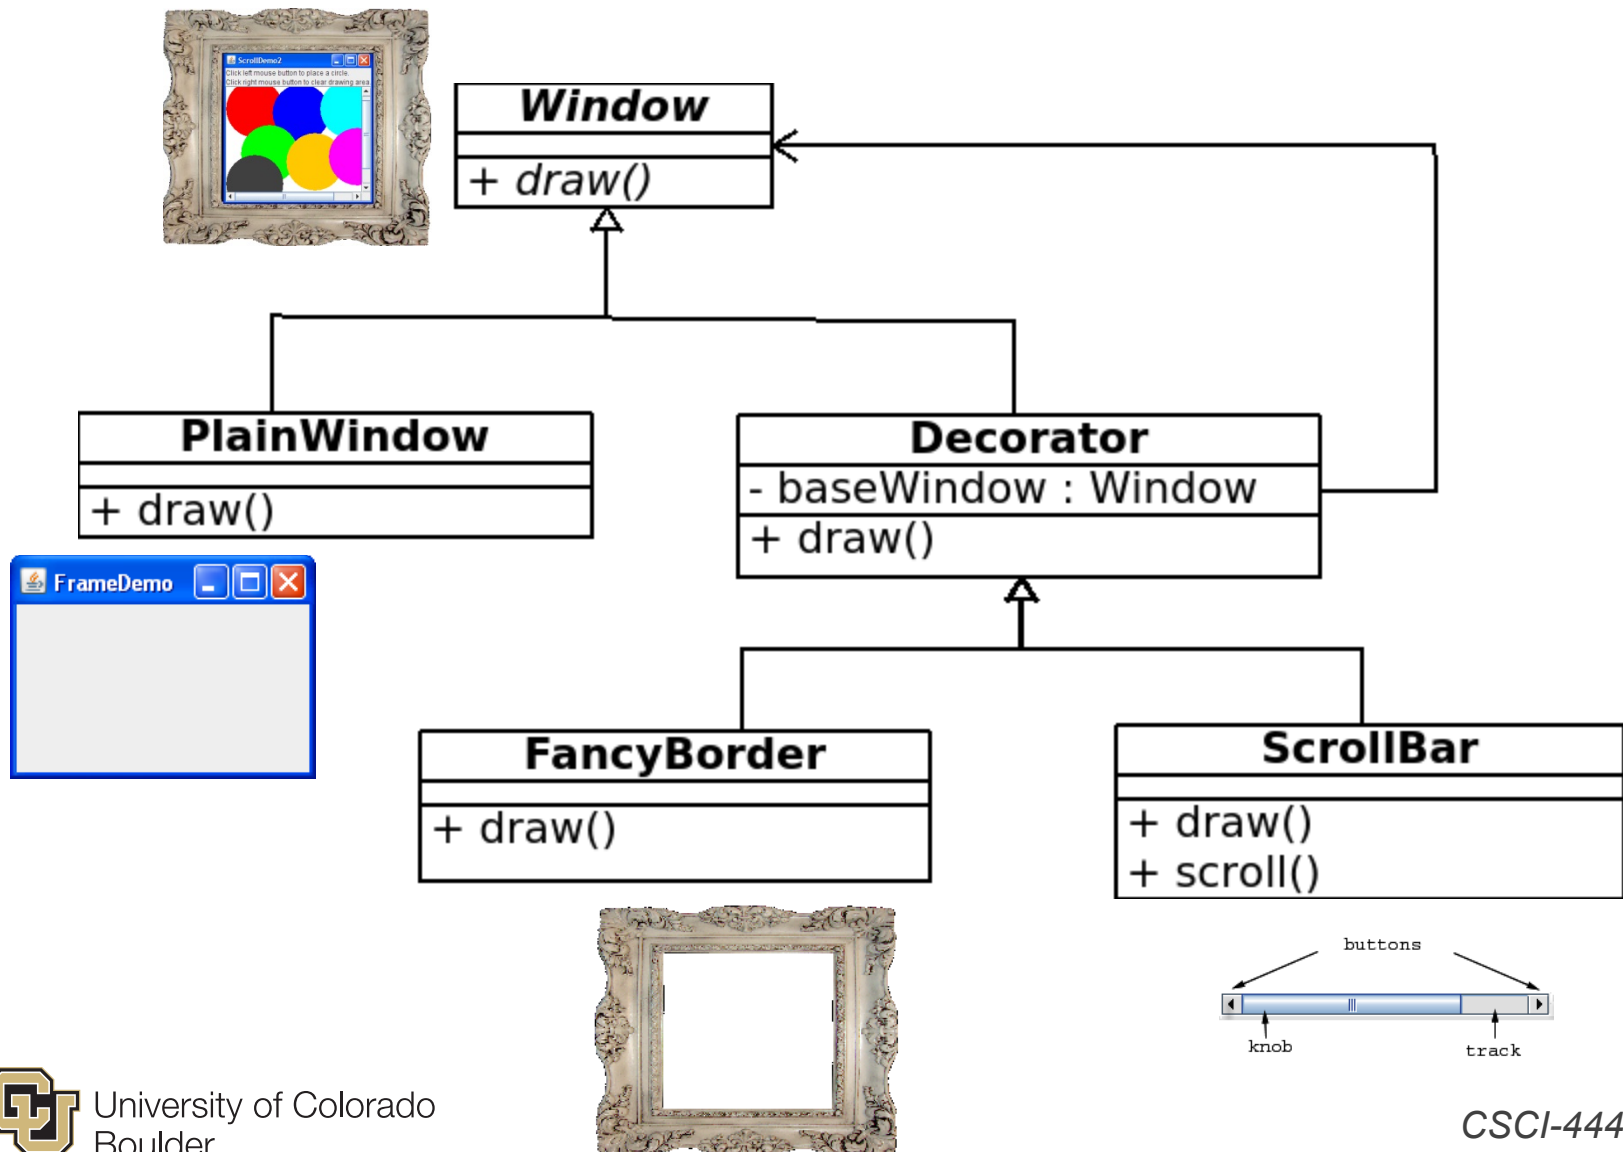 ScrollDemo2
Click left mouse button to place a circle.
Click right mouse button to clear drawing area
Window
+ draw()
PlainWindow
+ draw()
Decorator
- baseWindow : Window
+ draw()
FrameDemo
FancyBorder
+ draw()
ScrollBar
+ draw()
+ scroll()
buttons
knob
track
CU
University of Colorado
Boulder
CSCI-444